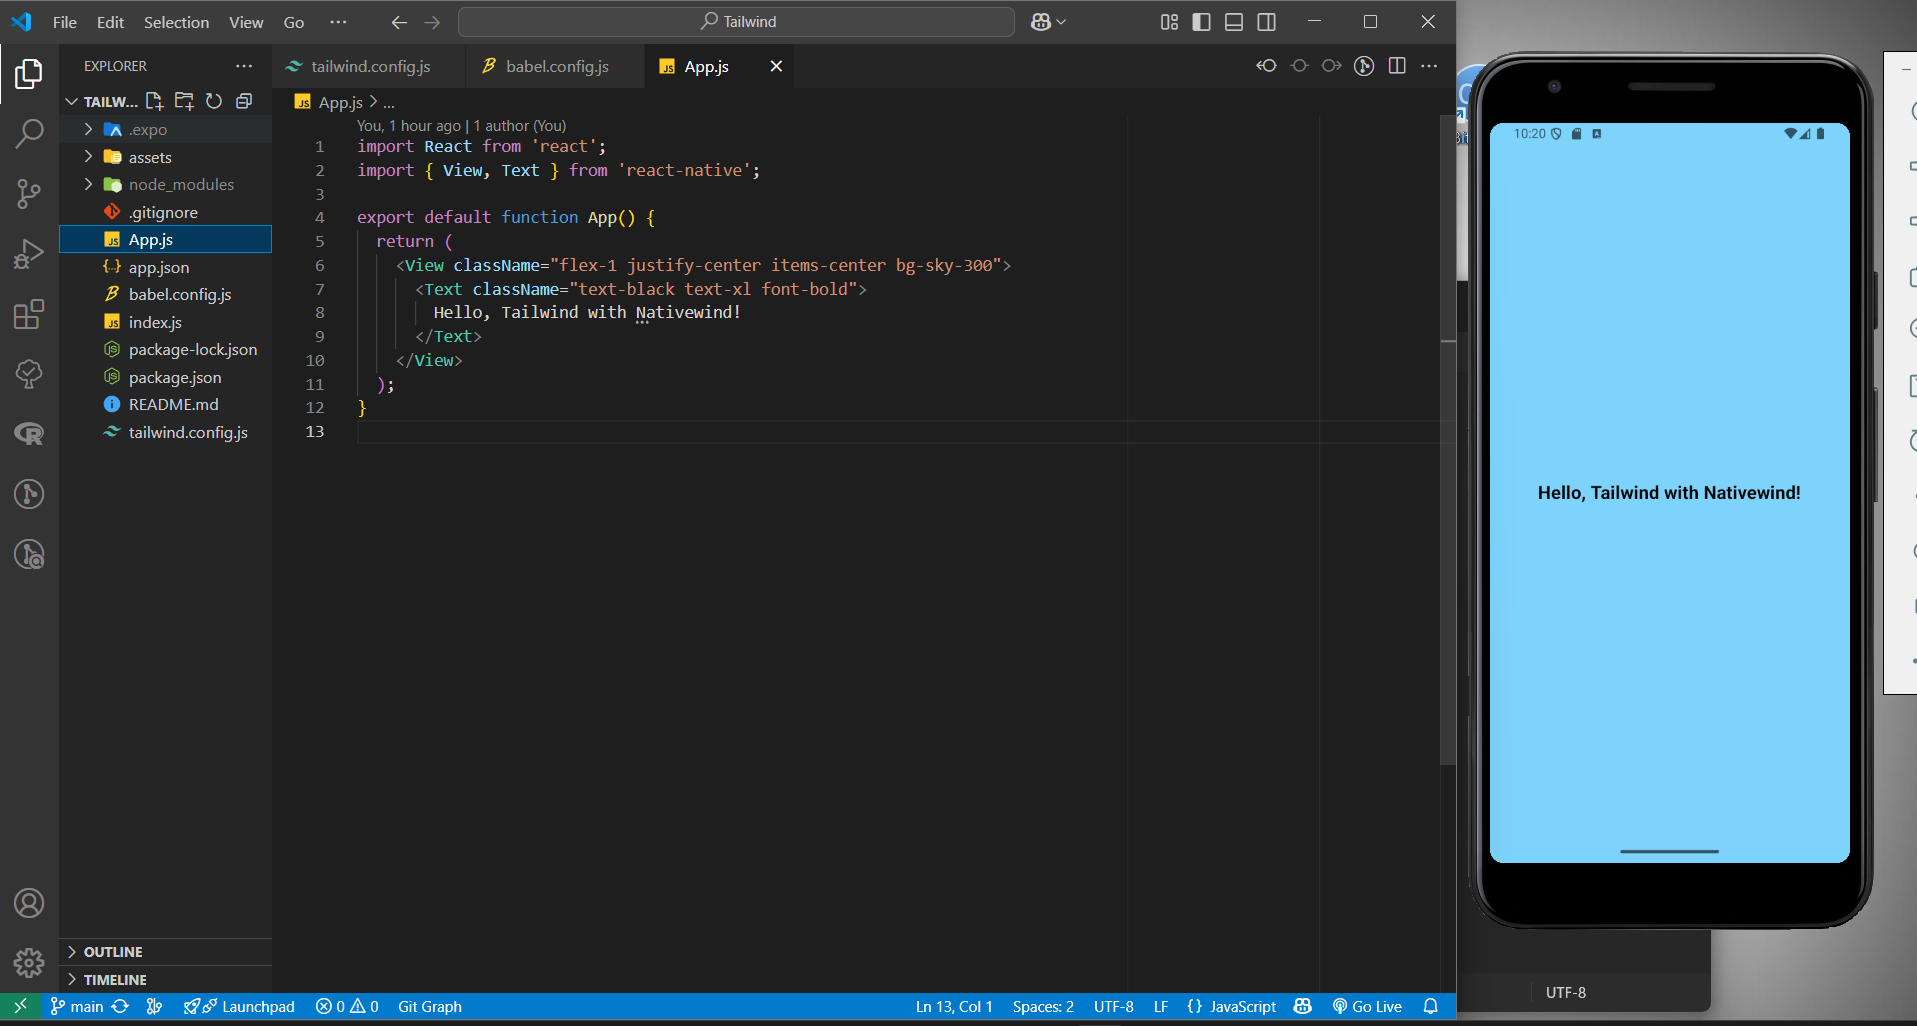 File Edit Selection View Go
Tailwind
EXPLORER
TAILW...
.expo
assets
node_modules
.gitignore
App.js
app.json
babel.config.js
index.js
package-lock.json
package.json
README.md
tailwind.config.js
OUTLINE
TIMELINE
tailwind.config.js babel.config.js App.js
App.js > ...
You, 1 hour ago | 1 author (You)
1 import React from 'react';
2 import { View, Text } from 'react-native';
3
4 export default function App() {
5 return (
6 <View className="flex-1 justify-center items-center bg-sky-300">
7 <Text className="text-black text-xl font-bold">
8 Hello, Tailwind with Nativewind!
9 </Text>
10 </View>
11 );
12 }
13
main Launchpad 0 0 Git Graph
Ln 13, Col 1 Spaces: 2 UTF-8 LF {} JavaScript Go Live
10:20
Hello, Tailwind with Nativewind!
UTF-8